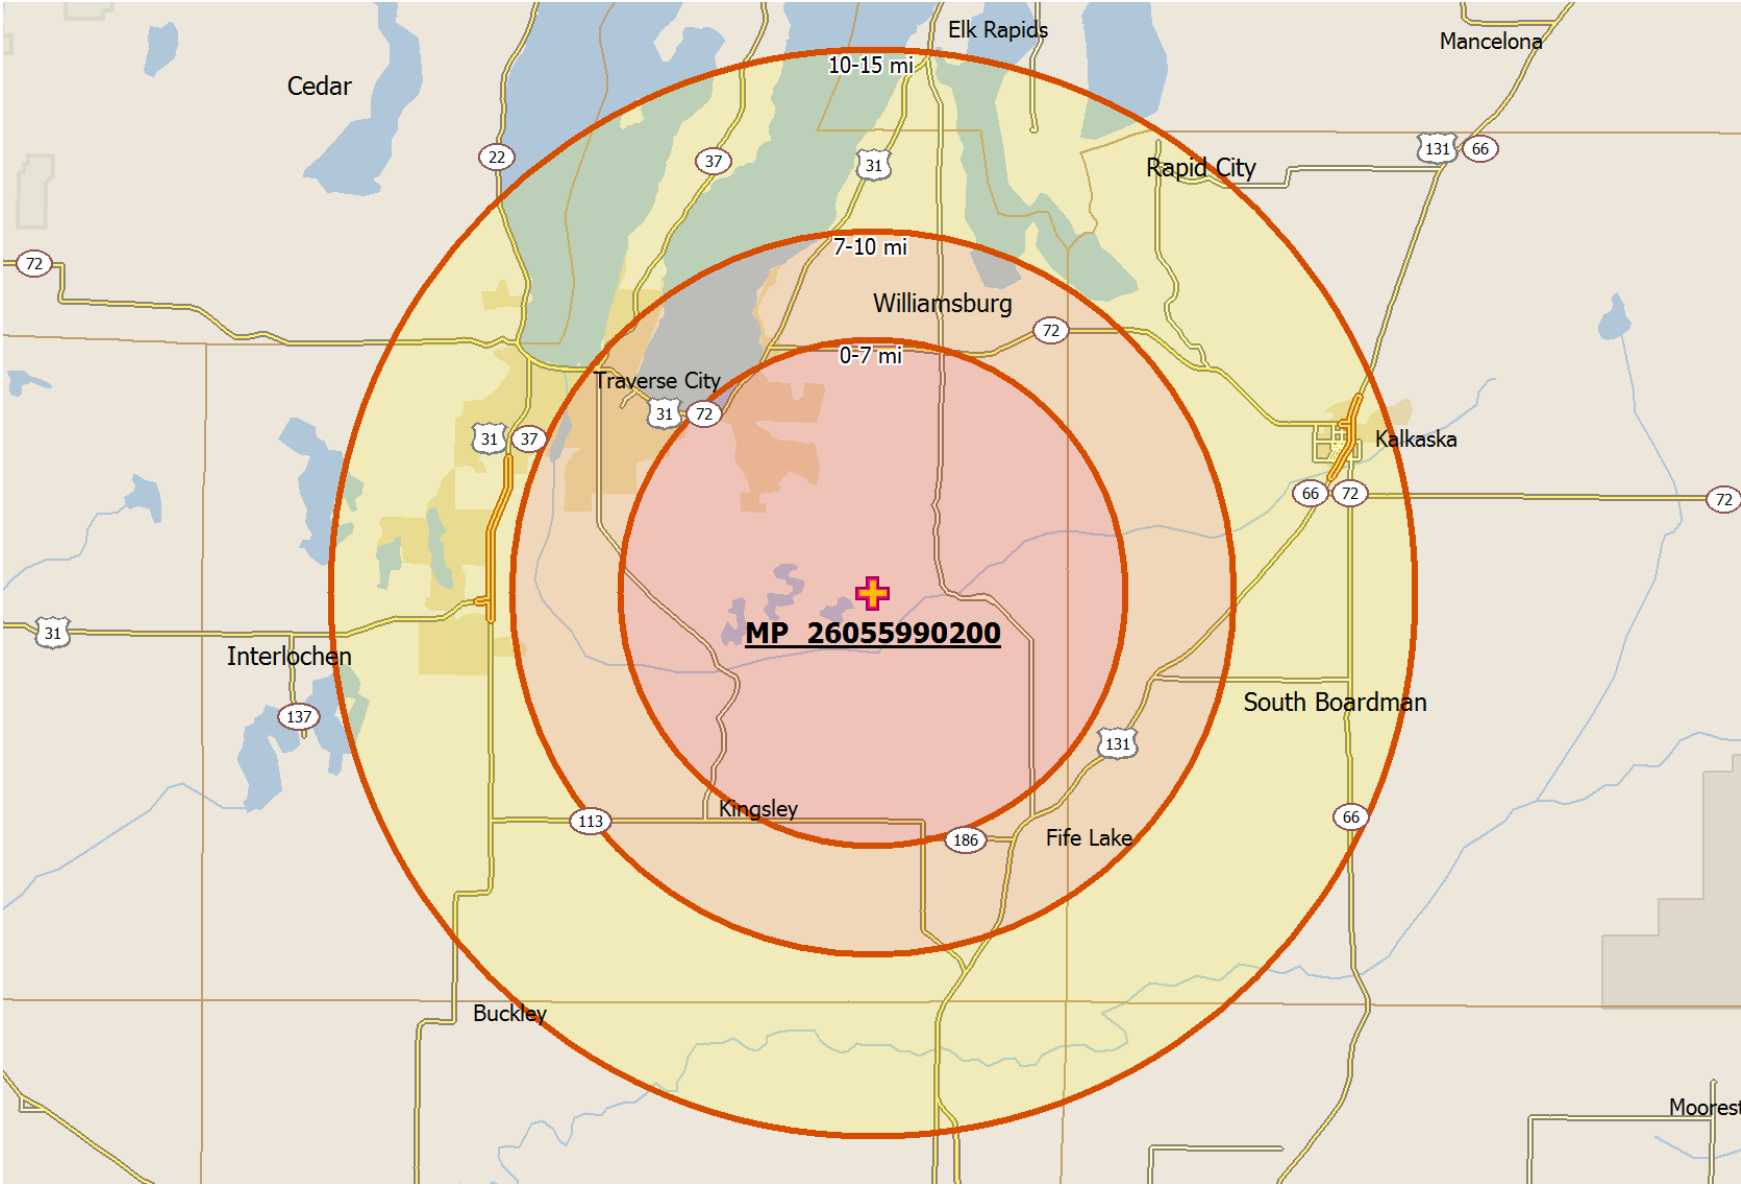 Elk Rapids
Mancelona
10-15 mi
Cedar
131
66
22
37
31
Rapid City
7-10 mi
72
Williamsburg
72
0-7 mi
Traverse City
31
72
31
37
Kalkaska
66
72
72
MP 26055990200
31
Interlochen
South Boardman
137
131
Kingsley
113
66
186
Fife Lake
Buckley
Moorest